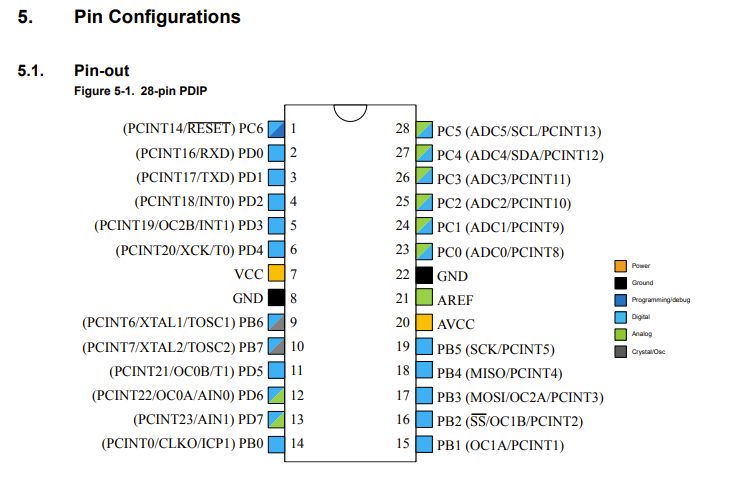 5. Pin Configurations
5.1. Pin-out
Figure 5-1. 28-pin PDIP
(PCINT14/RESET) PC6 1
(PCINT16/RXD) PD0 2
(PCINT17/TXD) PD1 3
(PCINT18/INT0) PD2 4
(PCINT19/OC2B/INT1) PD3 5
(PCINT20/XCK/T0) PD4 6
VCC 7
GND 8
(PCINT6/XTAL1/TOSC1) PB6 9
(PCINT7/XTAL2/TOSC2) PB7 10
(PCINT21/OC0B/T1) PD5 11
(PCINT22/OC0A/AIN0) PD6 12
(PCINT23/AIN1) PD7 13
(PCINT0/CLKO/ICP1) PB0 14
28 PC5 (ADC5/SCL/PCINT13)
27 PC4 (ADC4/SDA/PCINT12)
26 PC3 (ADC3/PCINT11)
25 PC2 (ADC2/PCINT10)
24 PC1 (ADC1/PCINT9)
23 PC0 (ADC0/PCINT8)
22 GND
21 AREF
20 AVCC
19 PB5 (SCK/PCINT5)
18 PB4 (MISO/PCINT4)
17 PB3 (MOSI/OC2A/PCINT3)
16 PB2 (SS/OC1B/PCINT2)
15 PB1 (OC1A/PCINT1)
Power
Ground
Programming/debug
Digital
Analog
Crystal/Osc